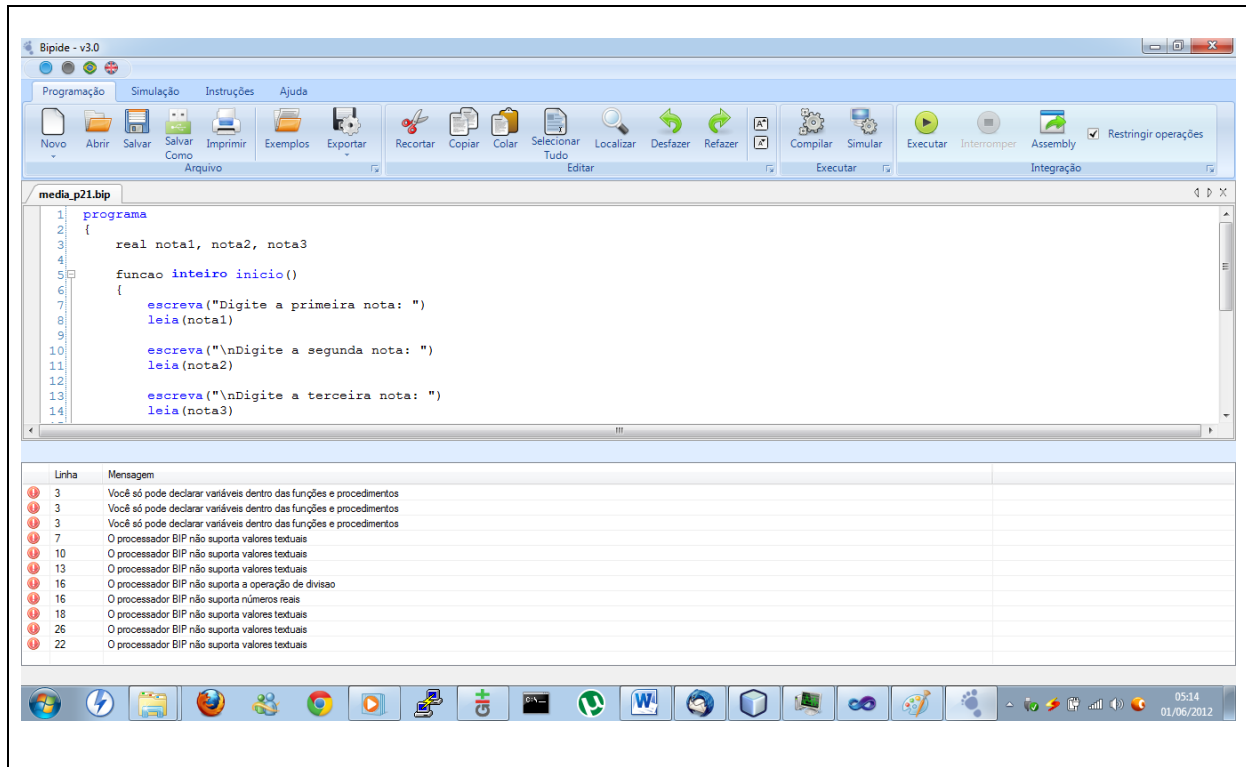 Bipide - v3.0
Programação Simulação Instruções Ajuda
Novo Abrir Salvar Salvar Como Imprimir Exemplos Exportar Recortar Copiar Colar Selecionar Tudo Localizar Desfazer Refazer Compilar Simular Executar Interromper Assembly Restringir operações
Arquivo Editar Executar Integração
media_p21.bip
1 programa
2 {
3 real nota1, nota2, nota3
4
5 funcao inteiro inicio()
6 {
7 escreva("Digite a primeira nota: ")
8 leia(nota1)
9
10 escreva("\nDigite a segunda nota: ")
11 leia(nota2)
12
13 escreva("\nDigite a terceira nota: ")
14 leia(nota3)
Linha Mensagem
3 Você só pode declarar variáveis dentro das funções e procedimentos
3 Você só pode declarar variáveis dentro das funções e procedimentos
3 Você só pode declarar variáveis dentro das funções e procedimentos
7 O processador BIP não suporta valores textuais
10 O processador BIP não suporta valores textuais
13 O processador BIP não suporta valores textuais
16 O processador BIP não suporta a operação de divisao
16 O processador BIP não suporta números reais
18 O processador BIP não suporta valores textuais
26 O processador BIP não suporta valores textuais
22 O processador BIP não suporta valores textuais
05:14
01/06/2012